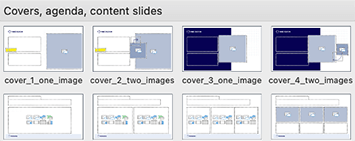 Covers, agenda, content slides
cover_1_one_image
cover_2_two_images
cover_3_one_image
cover_4_two_images